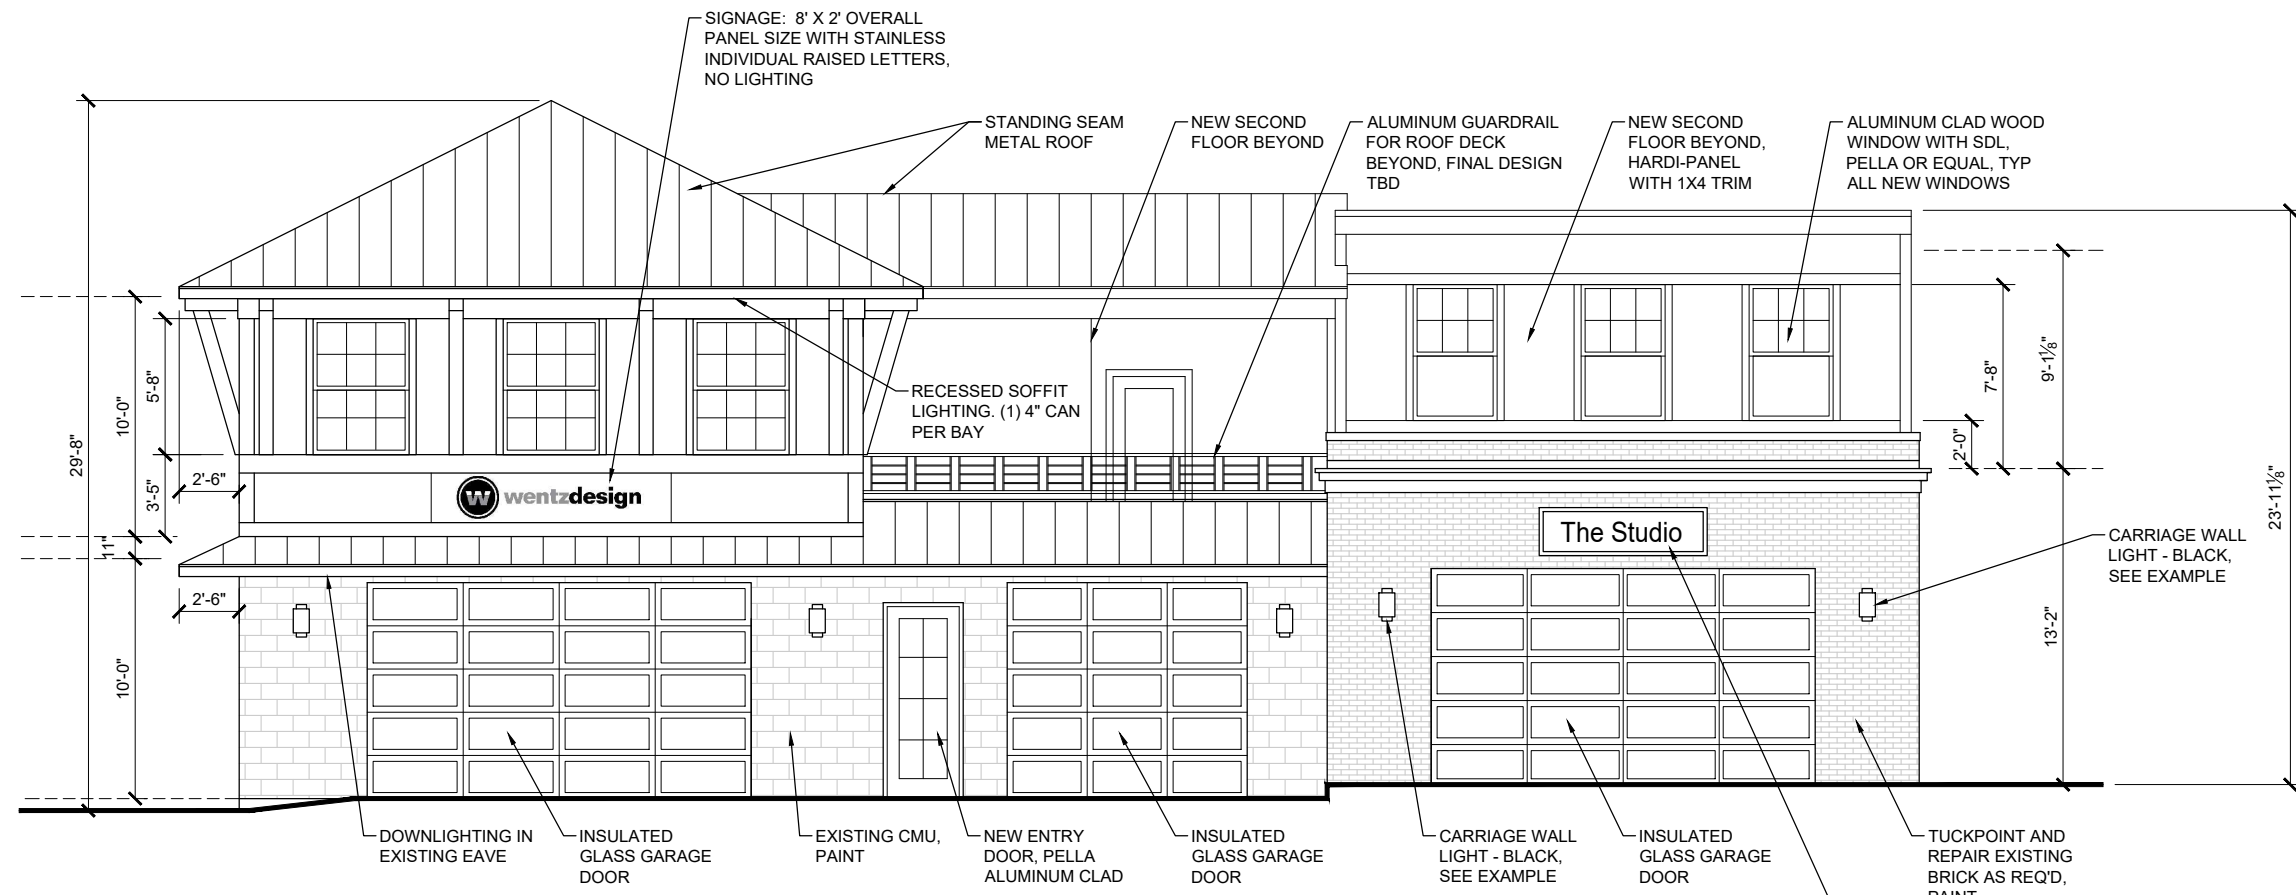 SIGNAGE: 8' X 2' OVERALL
PANEL SIZE WITH STAINLESS
INDIVIDUAL RAISED LETTERS,
NO LIGHTING
STANDING SEAM
METAL ROOF
NEW SECOND
FLOOR BEYOND
ALUMINUM GUARDRAIL
FOR ROOF DECK
BEYOND, FINAL DESIGN
TBD
NEW SECOND
FLOOR BEYOND,
HARDI-PANEL
WITH 1X4 TRIM
ALUMINUM CLAD WOOD
WINDOW WITH SDL,
PELLA OR EQUAL, TYP
ALL NEW WINDOWS
RECESSED SOFFIT
LIGHTING. (1) 4" CAN
PER BAY
29'-8"
10'-0"
5'-8"
2'-6"
3'-5"
11"
2'-6"
10'-0"
W wentzdesign
The Studio
9'-1⅛"
7'-8"
2'-0"
23'-11⅛"
13'-2"
CARRIAGE WALL
LIGHT - BLACK,
SEE EXAMPLE
DOWNLIGHTING IN
EXISTING EAVE
INSULATED
GLASS GARAGE
DOOR
EXISTING CMU,
PAINT
NEW ENTRY
DOOR, PELLA
ALUMINUM CLAD
INSULATED
GLASS GARAGE
DOOR
CARRIAGE WALL
LIGHT - BLACK,
SEE EXAMPLE
INSULATED
GLASS GARAGE
DOOR
TUCKPOINT AND
REPAIR EXISTING
BRICK AS REQ'D,
PAINT